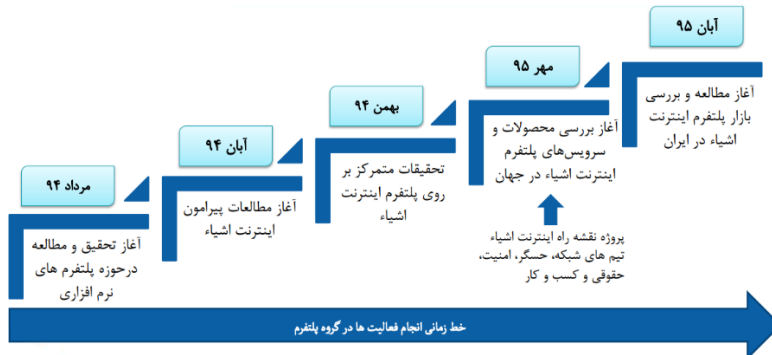 مرداد ۹۴
آغاز تحقیق و مطالعه
درحوزه پلتفرم های
نرم افزاری
آبان ۹۴
آغاز مطالعات پیرامون
اینترنت اشیاء
بهمن ۹۴
تحقیقات متمرکز بر
روی پلتفرم اینترنت
اشیاء
مهر ۹۵
آغاز بررسی محصولات و
سرویس‌های پلتفرم
اینترنت اشیاء در جهان
پروژه نقشه راه اینترنت اشیاء
تیم های شبکه، حسگر، امنیت،
حقوقی و کسب و کار
آبان ۹۵
آغاز مطالعه و بررسی
بازار پلتفرم اینترنت
اشیاء در ایران
خط زمانی انجام فعالیت ها در گروه پلتفرم